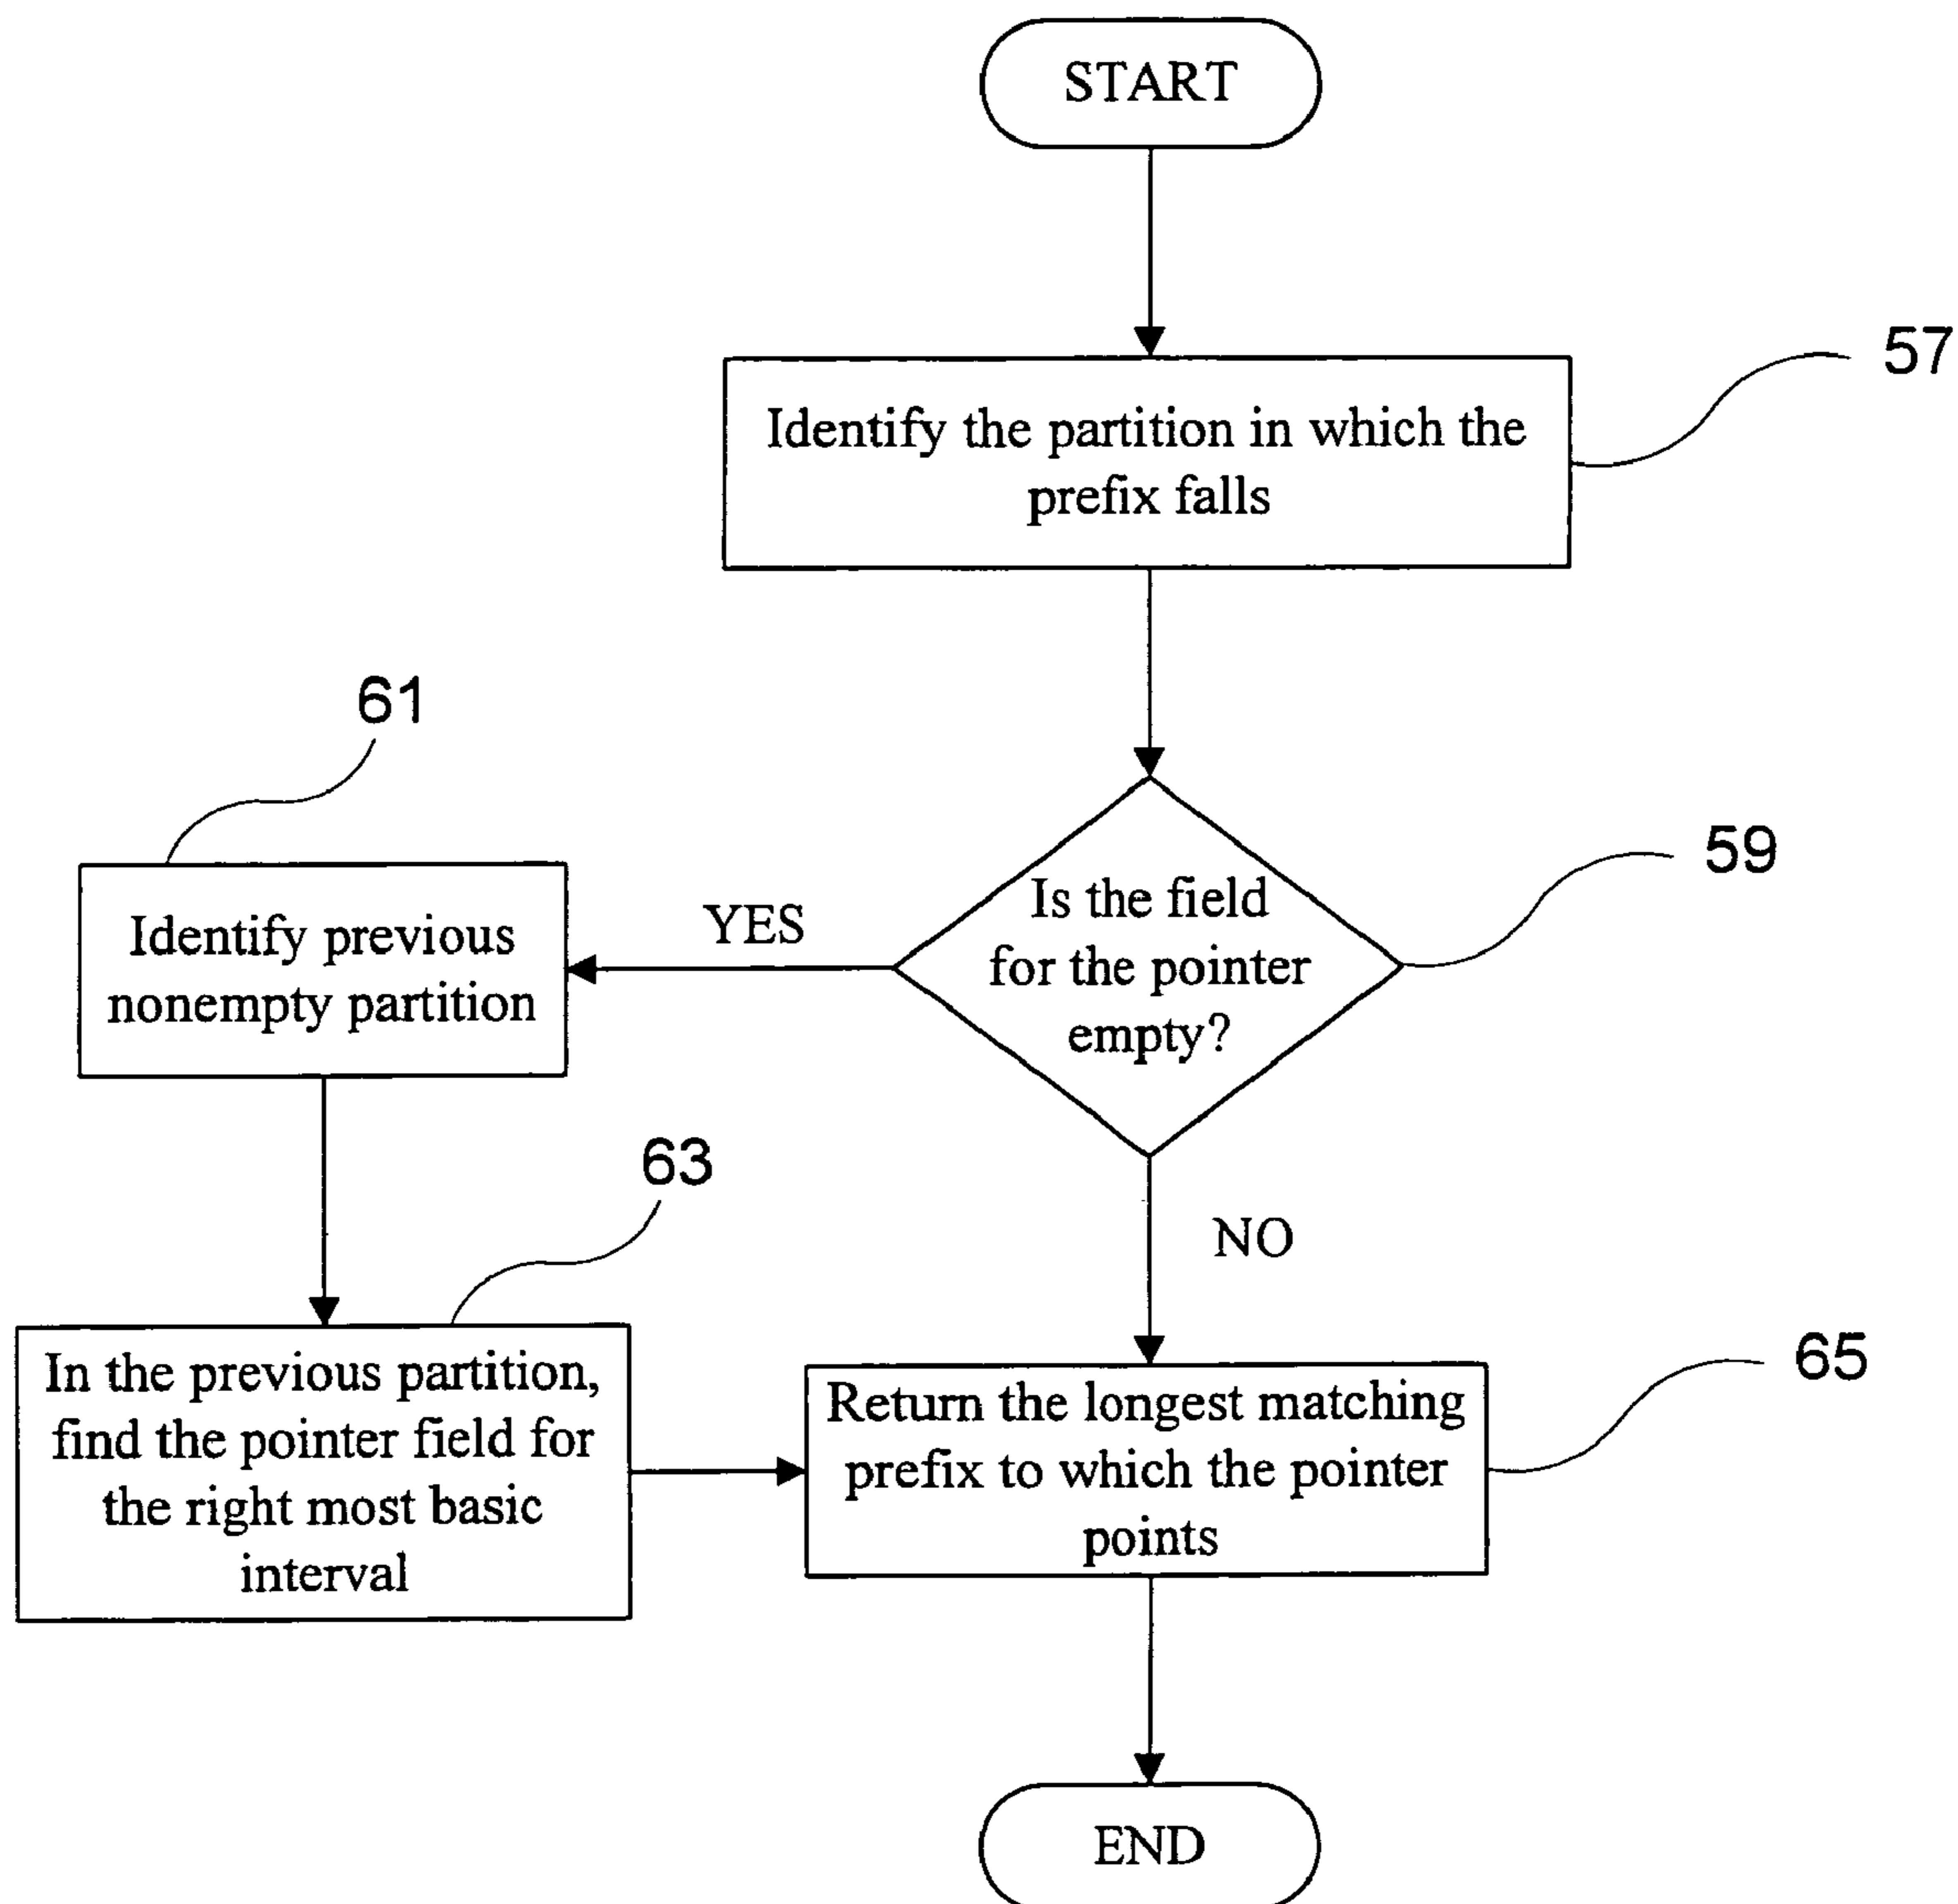 START
57
Identify the partition in which the
prefix falls
61
59
Is the field
for the pointer
empty?
YES
Identify previous
nonempty partition
63
NO
In the previous partition,
find the pointer field for
the right most basic
interval
65
Return the longest matching
prefix to which the pointer
points
END